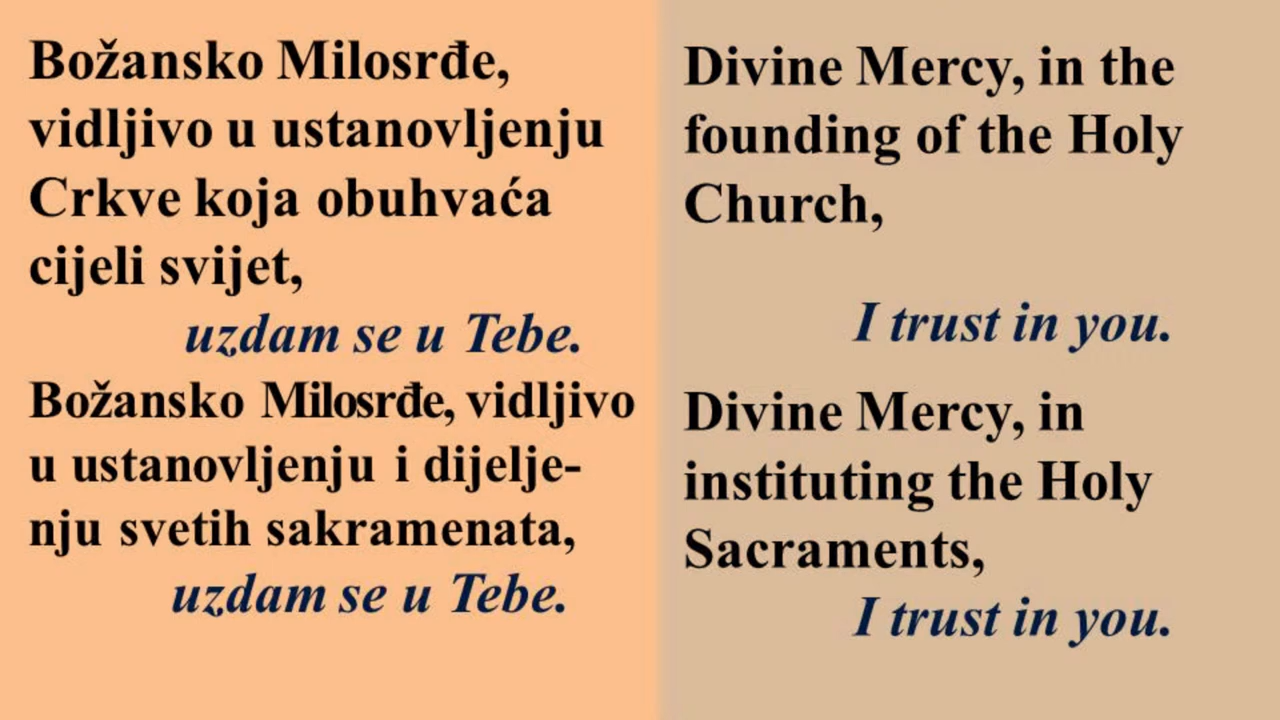 Božansko Milosrđe,
vidljivo u ustanovljenju
Crkve koja obuhvaća
cijeli svijet,
uzdam se u Tebe.
Božansko Milosrđe, vidljivo
u ustanovljenju i dijelje-
nju svetih sakramenata,
uzdam se u Tebe.
Divine Mercy, in the
founding of the Holy
Church,
I trust in you.
Divine Mercy, in
instituting the Holy
Sacraments,
I trust in you.